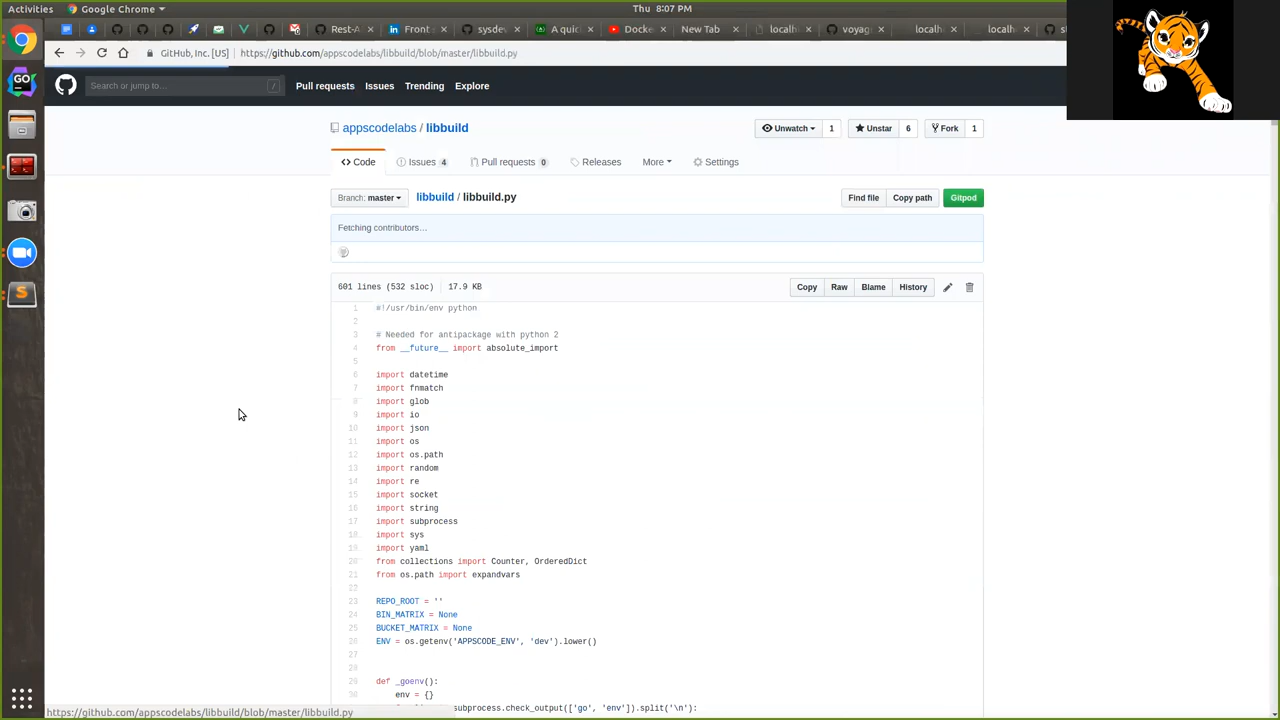 Activities Google Chrome Thu 8:07 PM
Rest-A Front sysdev A quic Docke New Tab localh voyag localh localh st
GitHub, Inc. [US] https://github.com/appscodelabs/libbuild/blob/master/libbuild.py
GO
Search or jump to… / Pull requests Issues Trending Explore
appscodelabs / libbuild Unwatch 1 Unstar 6 Fork 1
Code Issues 4 Pull requests 0 Releases More Settings
Branch: master libbuild / libbuild.py Find file Copy path Gitpod
Fetching contributors…
601 lines (532 sloc) 17.9 KB Copy Raw Blame History
1 #!/usr/bin/env python
2
3 # Needed for antipackage with python 2
4 from __future__ import absolute_import
5
6 import datetime
7 import fnmatch
8 import glob
9 import io
10 import json
11 import os
12 import os.path
13 import random
14 import re
15 import socket
16 import string
17 import subprocess
18 import sys
19 import yaml
20 from collections import Counter, OrderedDict
21 from os.path import expandvars
22
23 REPO_ROOT = ''
24 BIN_MATRIX = None
25 BUCKET_MATRIX = None
26 ENV = os.getenv('APPSCODE_ENV', 'dev').lower()
27
28
29 def _goenv():
30 env = {}
subprocess.check_output(['go', 'env']).split('\n'):
https://github.com/appscodelabs/libbuild/blob/master/libbuild.py